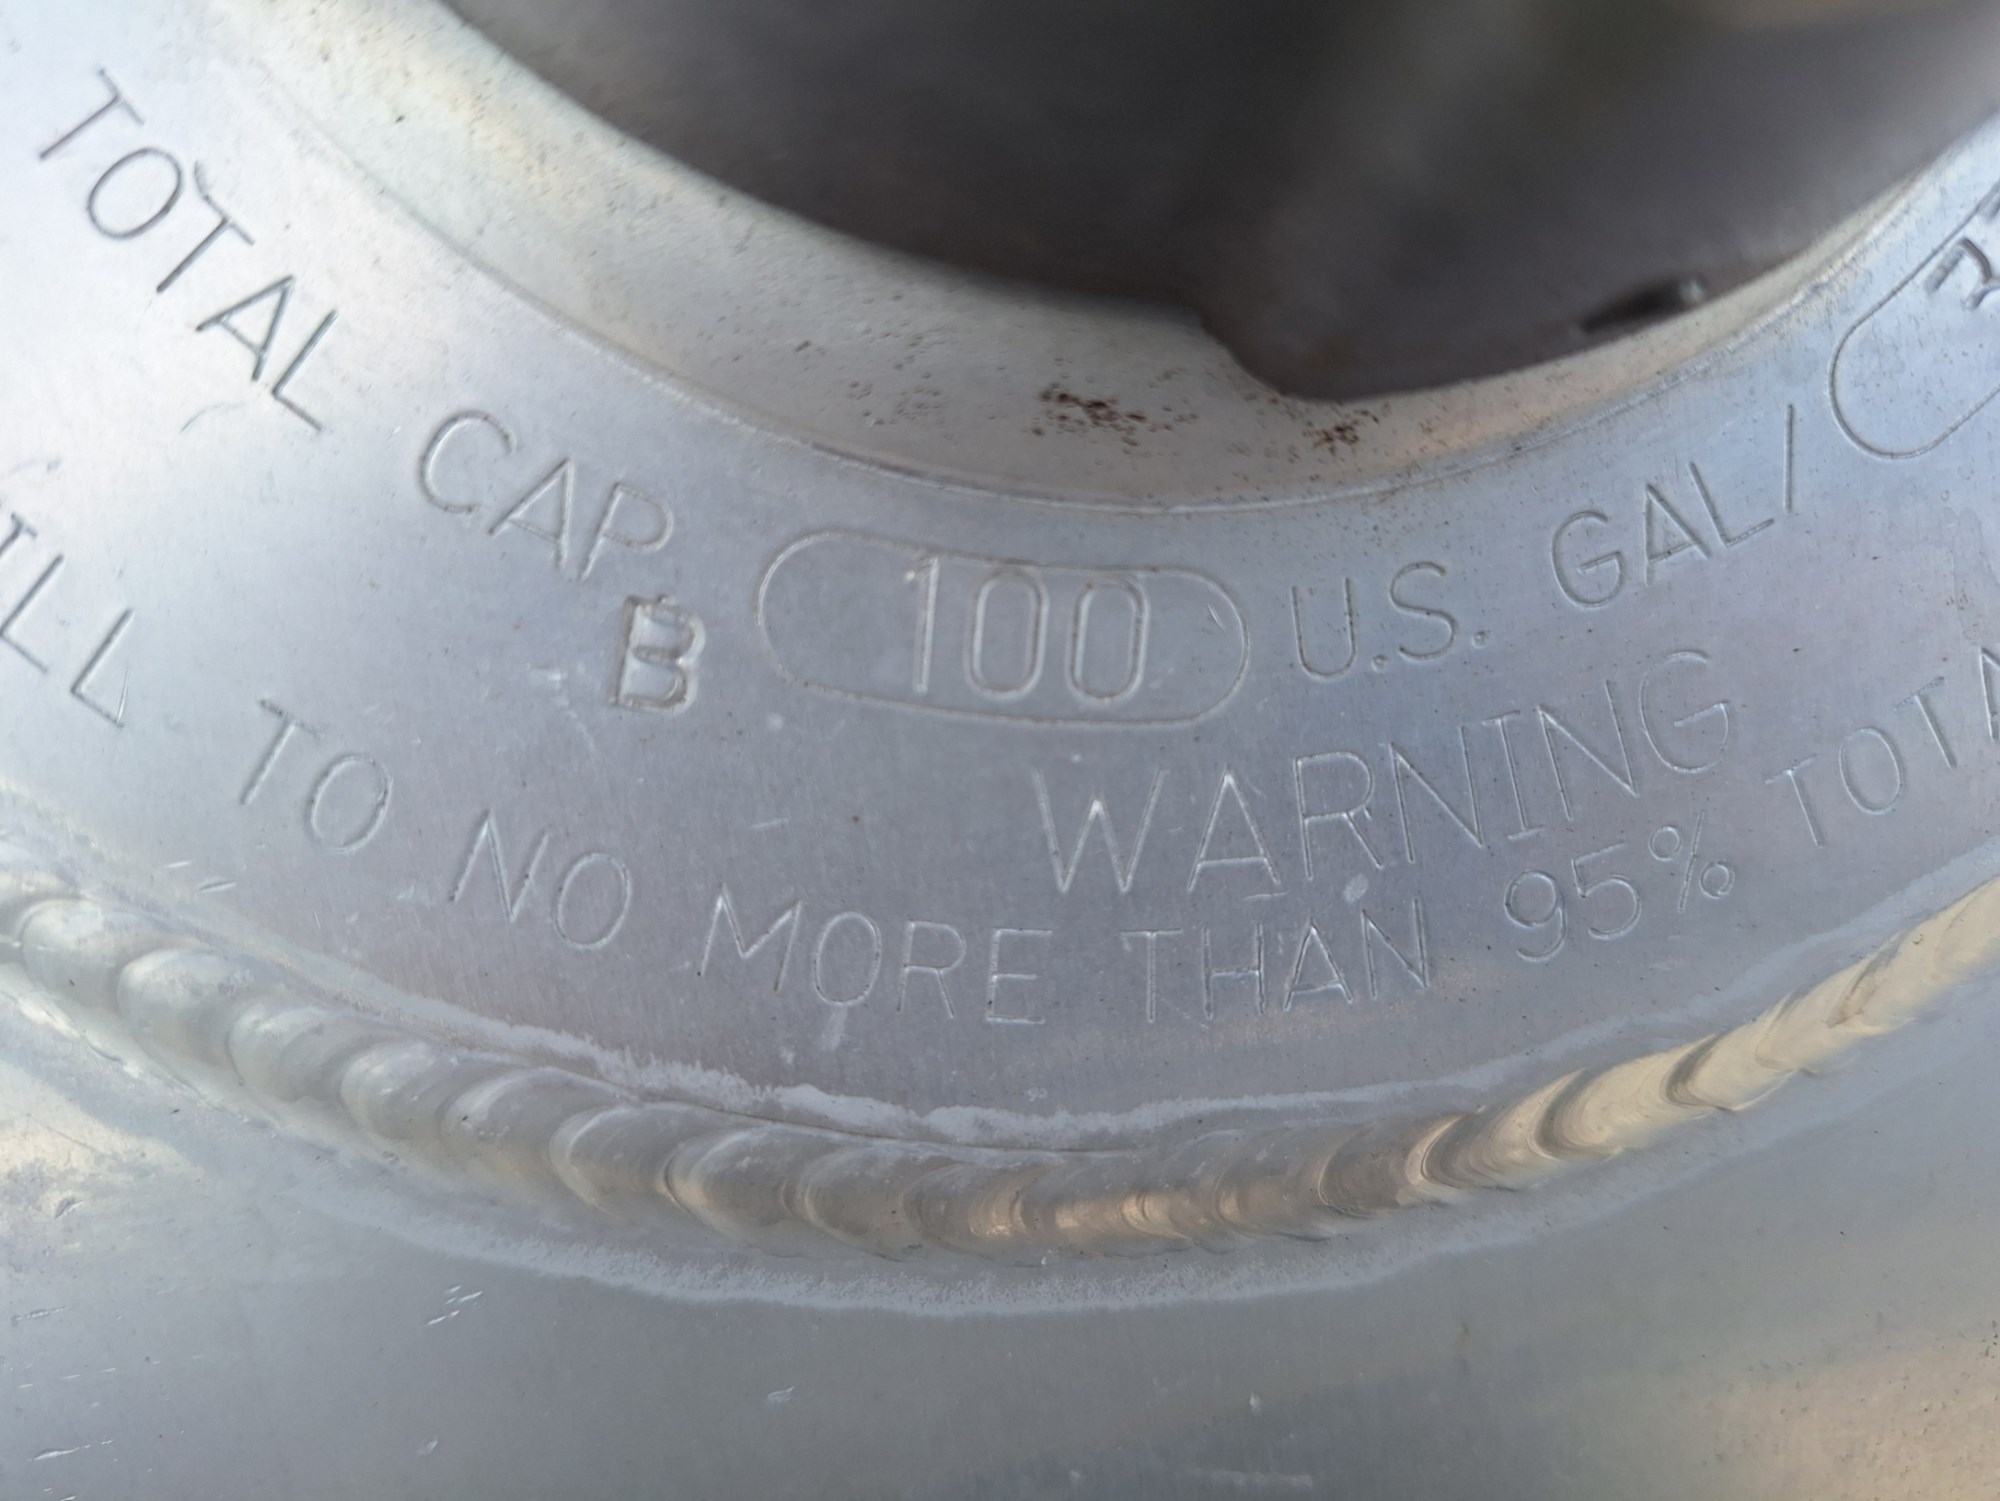 TOTAL CAP. 100 U.S. GAL/
B
WARNING
TO NO MORE THAN 95%